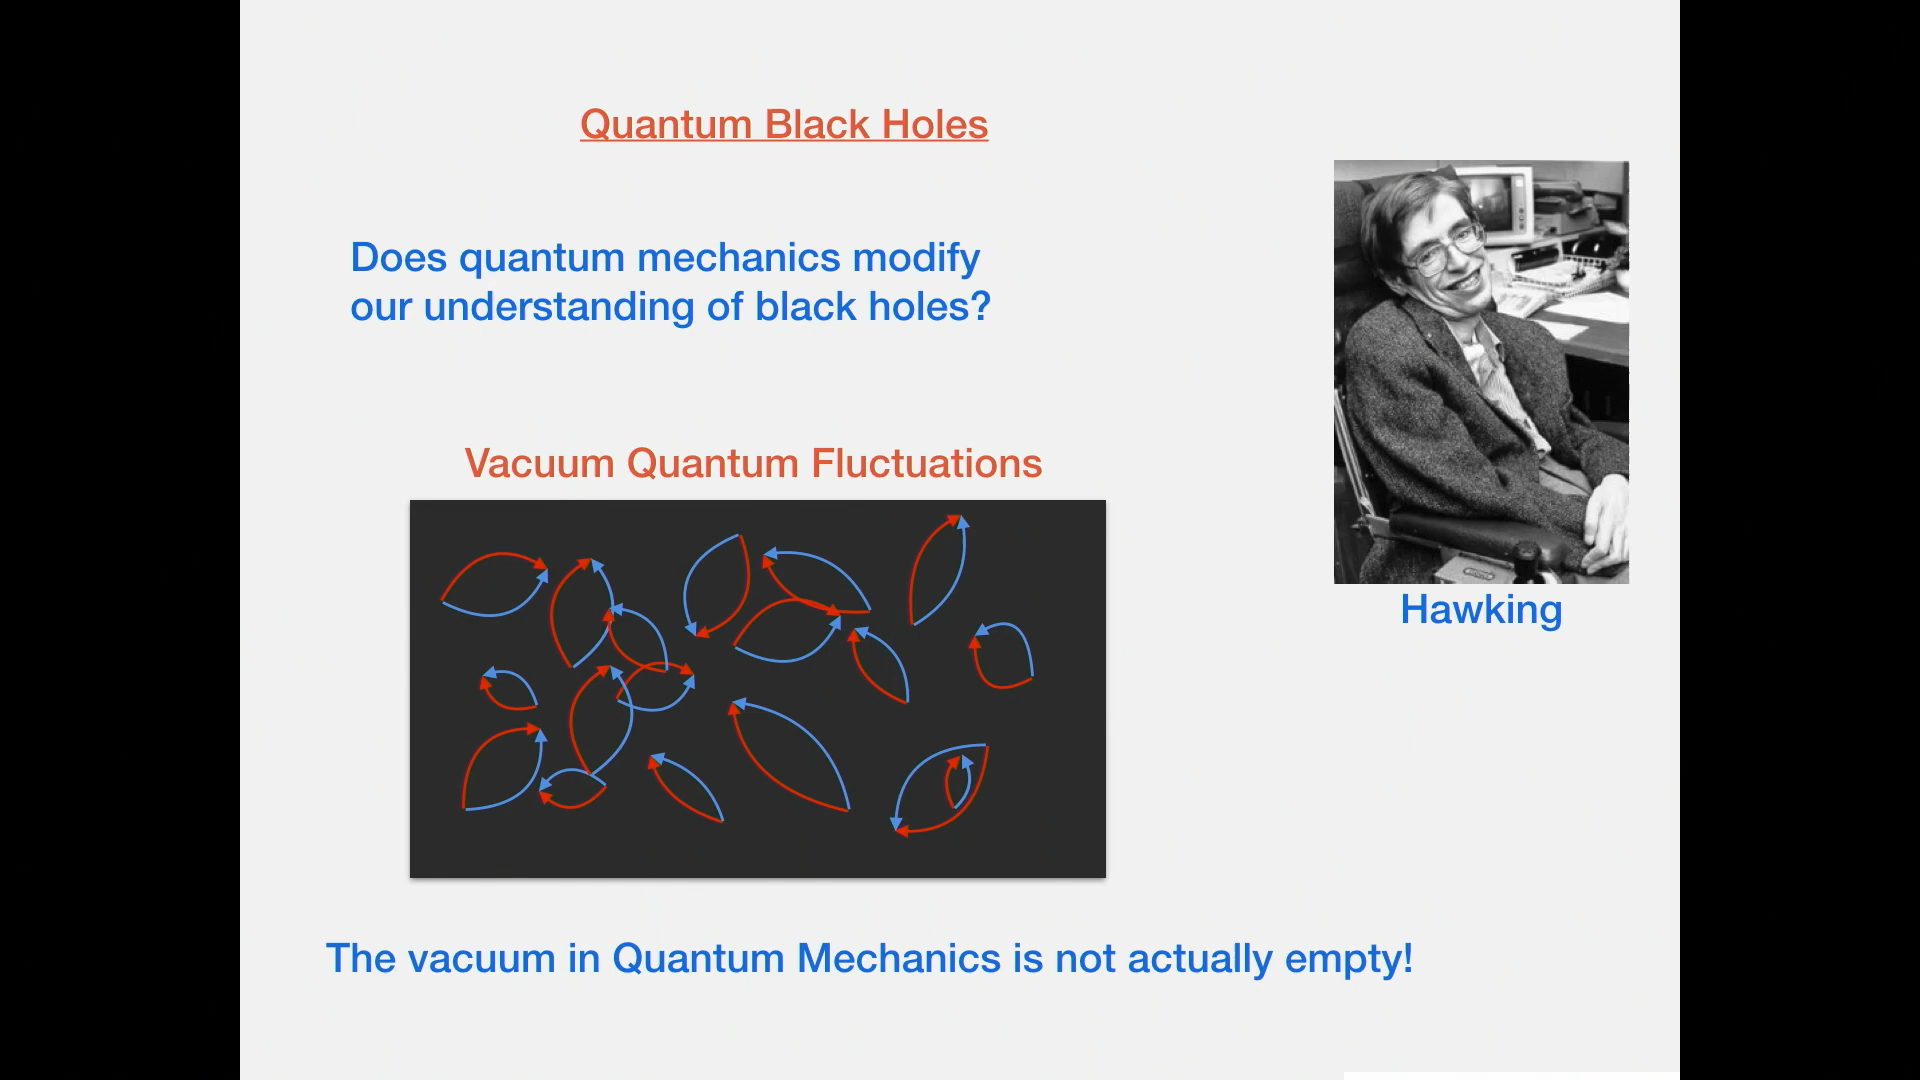 Quantum Black Holes
Does quantum mechanics modify
our understanding of black holes?
Vacuum Quantum Fluctuations
Hawking
The vacuum in Quantum Mechanics is not actually empty!